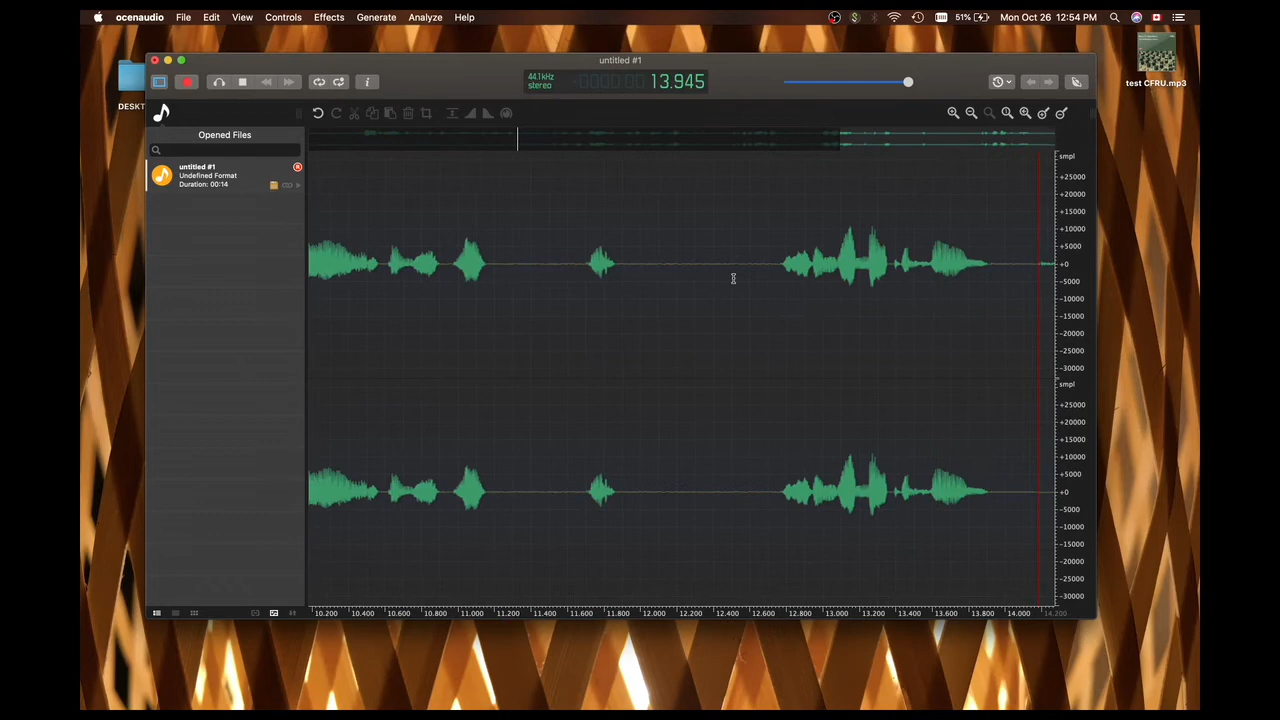 ocenaudio File Edit View Controls Effects Generate Analyze Help
51% Mon Oct 26 12:54 PM
untitled #1
44.1 kHz
stereo
13.945
test CFRU.mp3
DESKT
Opened Files
untitled #1
Undefined Format
Duration: 00:14
smpl
+25000
+20000
+15000
+10000
+5000
+0
-5000
-10000
-15000
-20000
-25000
-30000
smpl
+25000
+20000
+15000
+10000
+5000
+0
-5000
-10000
-15000
-20000
-25000
-30000
10.200 10.400 10.600 10.800 11.000 11.200 11.400 11.600 11.800 12.000 12.200 12.400 12.600 12.800 13.000 13.200 13.400 13.600 13.800 14.000 14.200